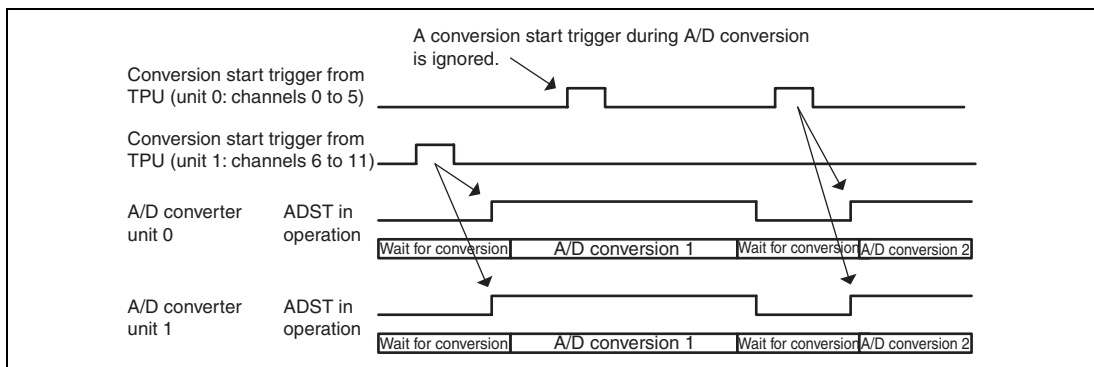 A conversion start trigger during A/D conversion
is ignored.
Conversion start trigger from
TPU (unit 0: channels 0 to 5)
Conversion start trigger from
TPU (unit 1: channels 6 to 11)
A/D converter
unit 0
ADST in
operation
Wait for conversion
A/D conversion 1
Wait for conversion
A/D conversion 2
A/D converter
unit 1
ADST in
operation
Wait for conversion
A/D conversion 1
Wait for conversion
A/D conversion 2